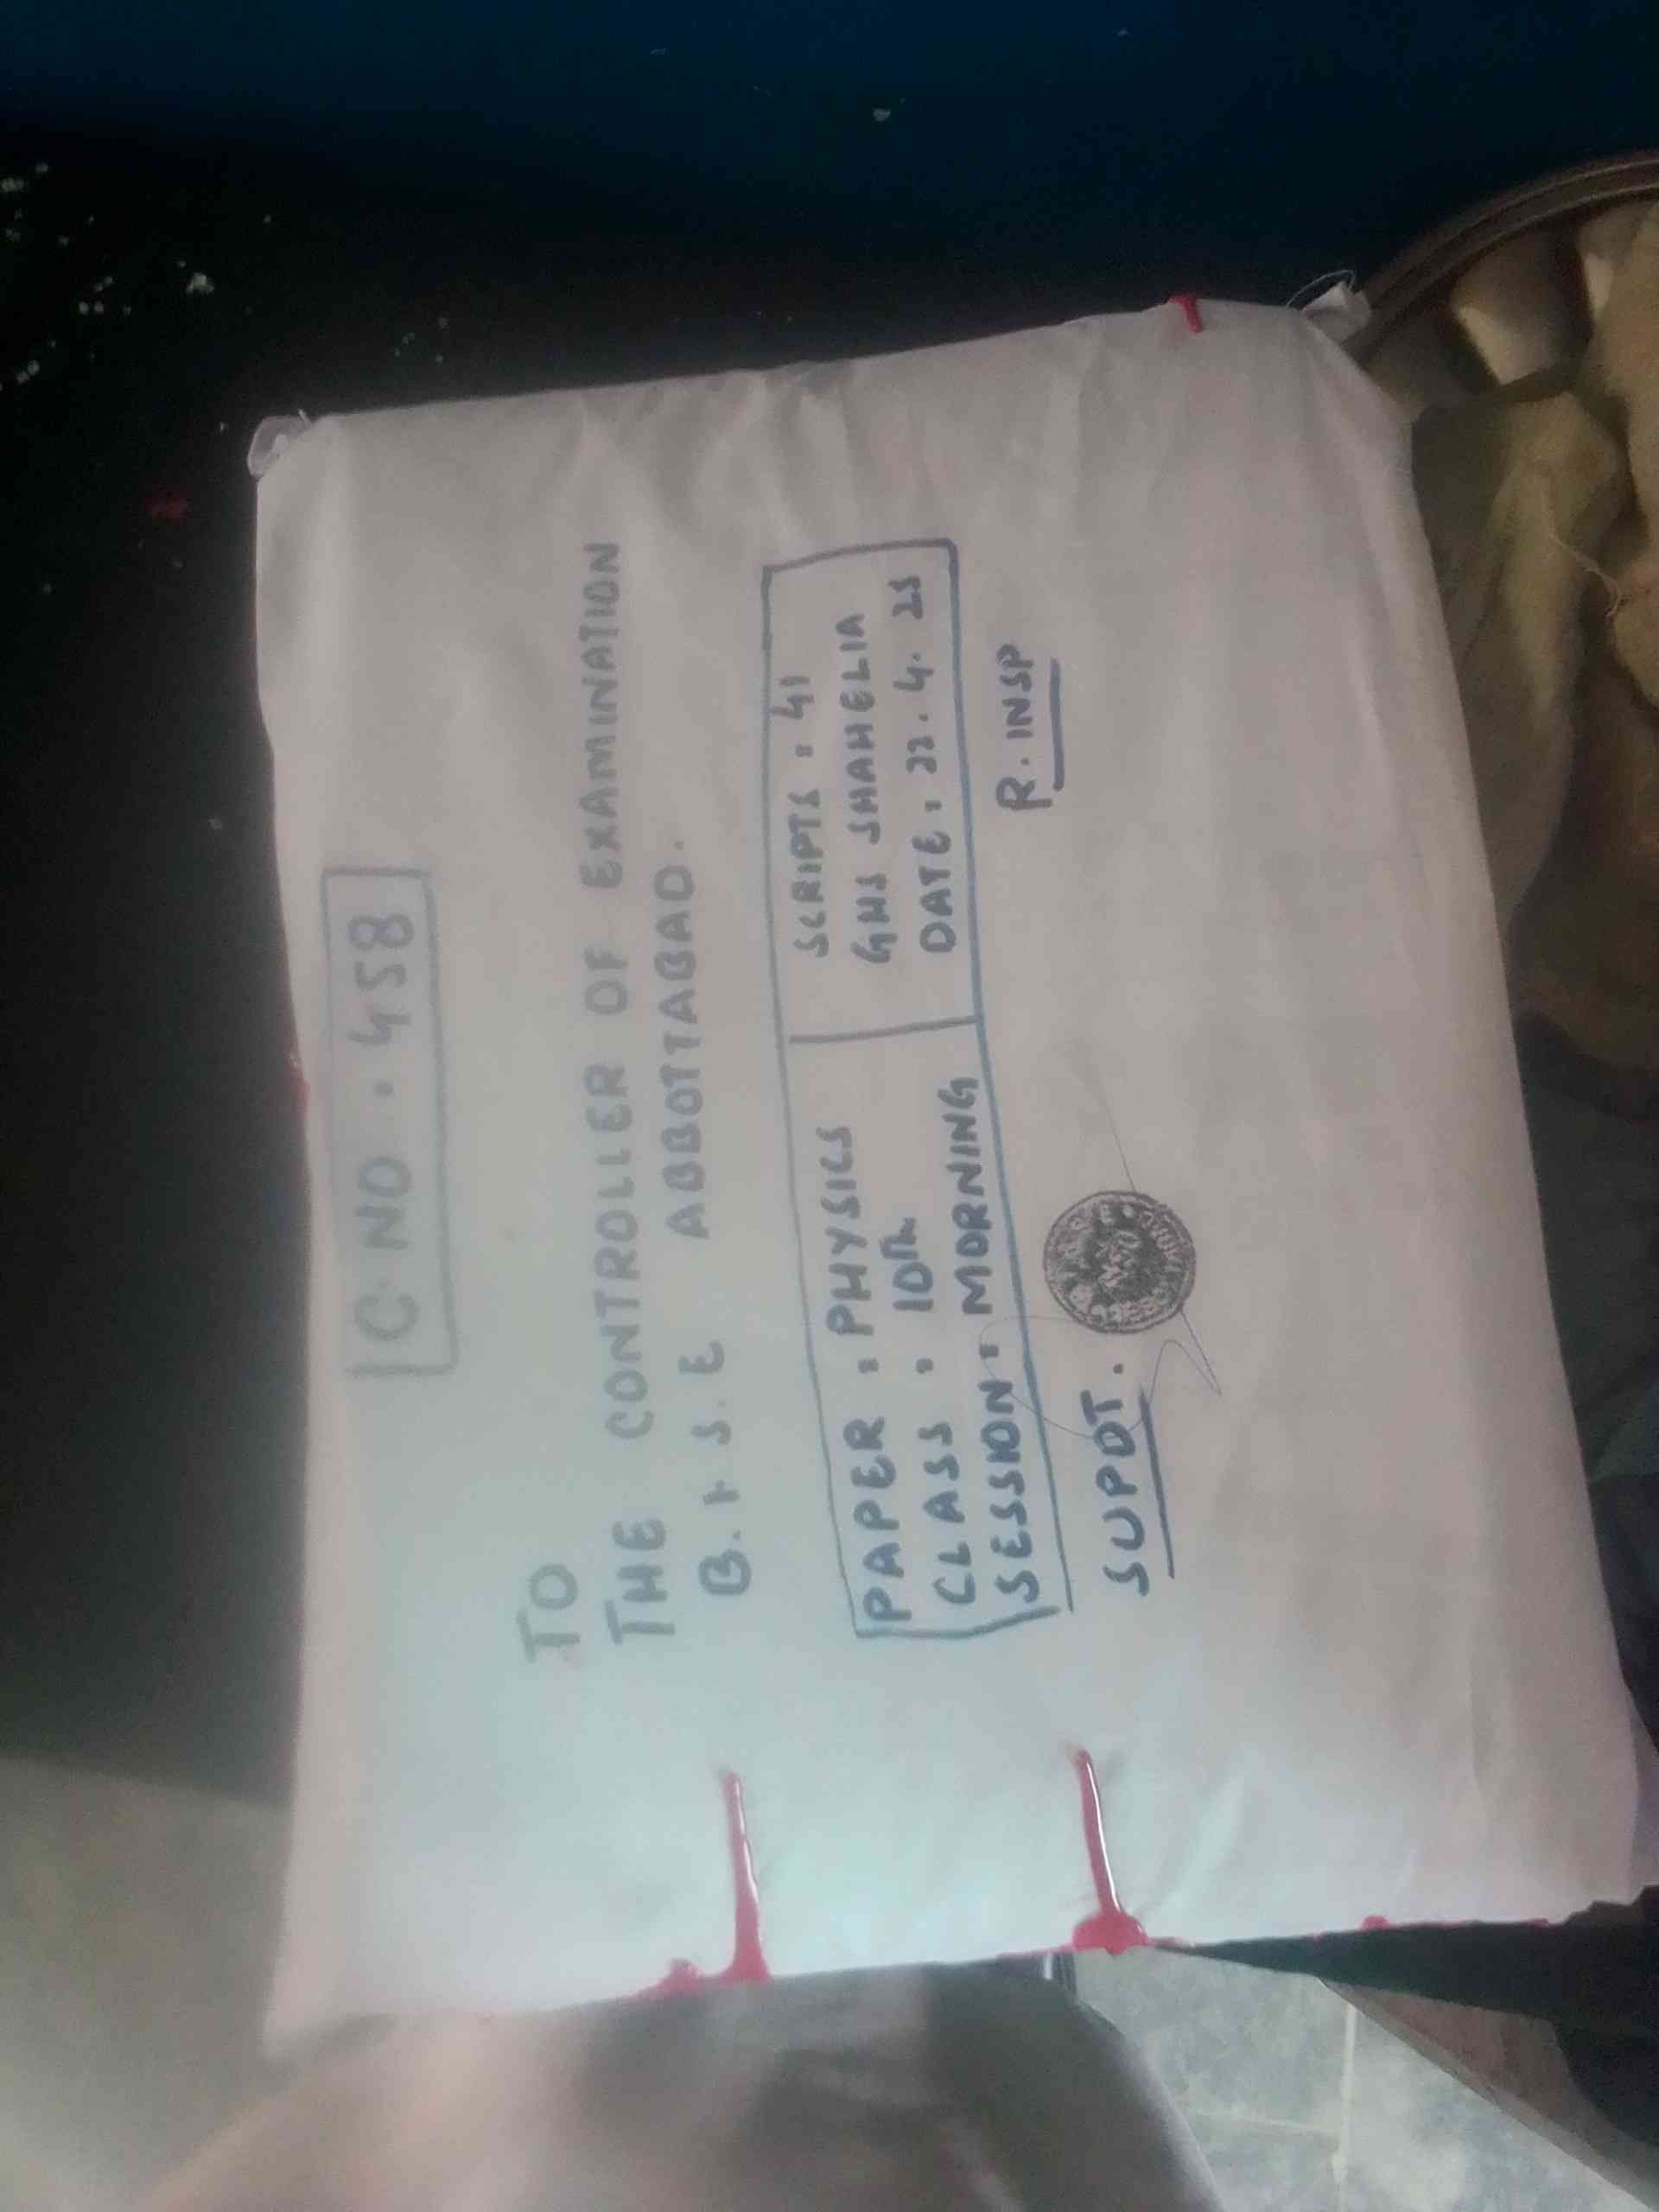 C NO. 458
TO
THE CONTROLLER OF EXAMINATION
B.I.S.E ABBOTTABAD.
PAPER : PHYSICS
CLASS : 10th
SESSION: MORNING
SCRIPTS : 41
GHS SHAHELIA
DATE: 22.4.25
SUPDT.
R. INSP